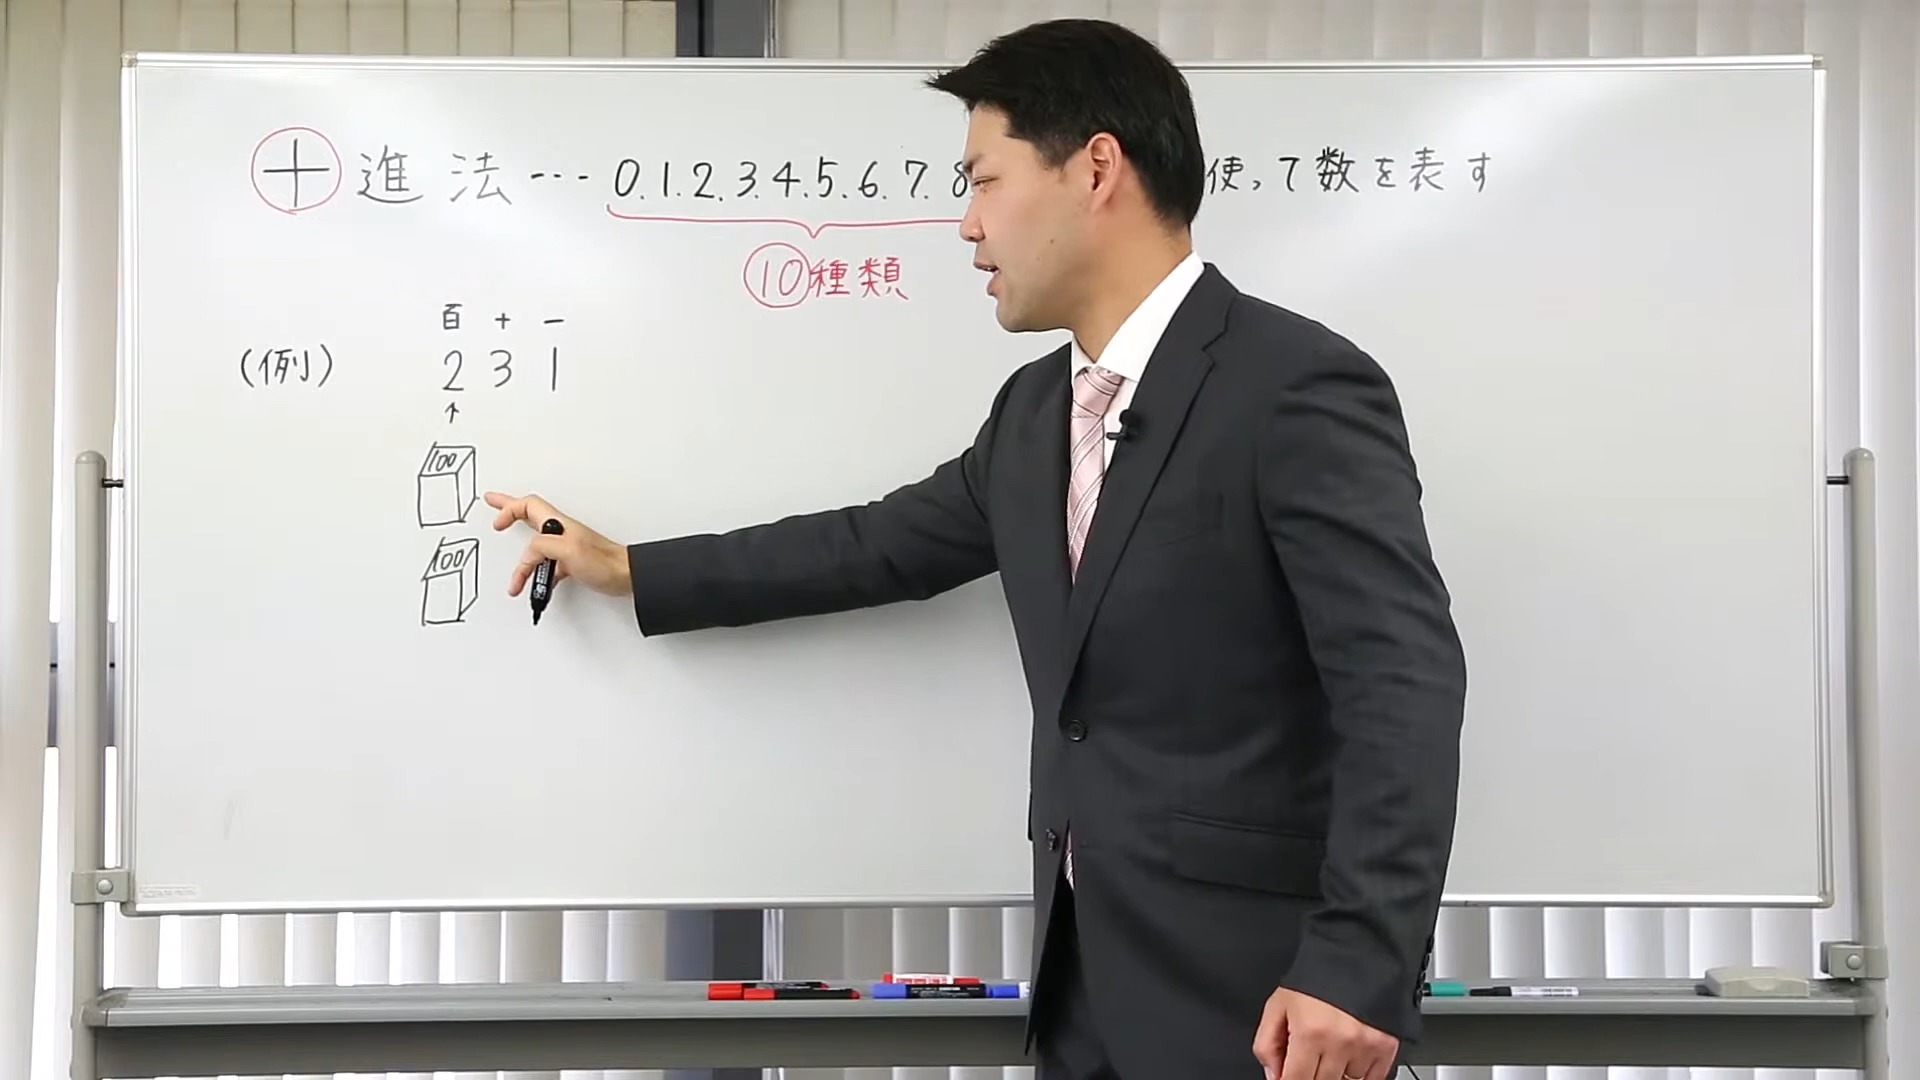 十進法…0.1.2.3.4.5.6.7.8 使って数を表す
10種類
百 十 一
(例) 2 3 1
↑
100
100